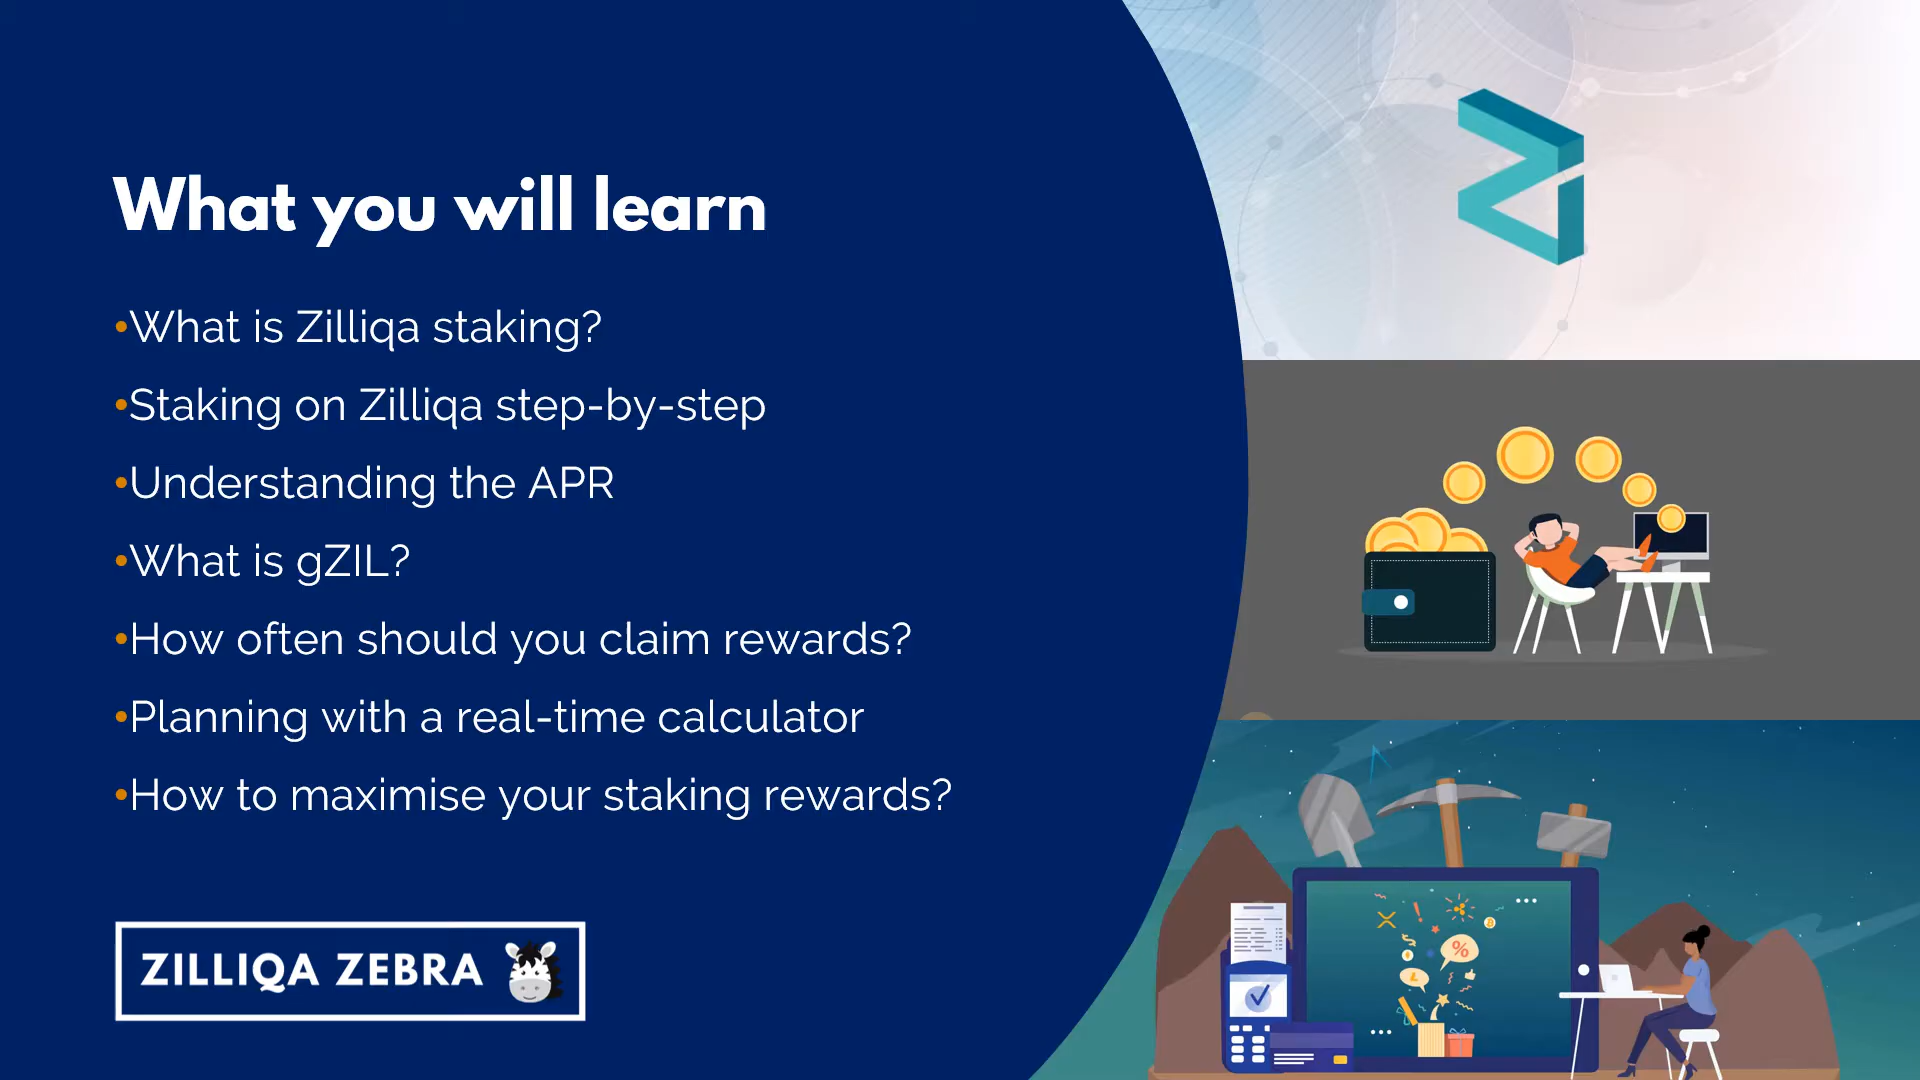 What you will learn
•What is Zilliqa staking?
•Staking on Zilliqa step-by-step
•Understanding the APR
•What is gZIL?
•How often should you claim rewards?
•Planning with a real-time calculator
•How to maximise your staking rewards?
ZILLIQA ZEBRA
%